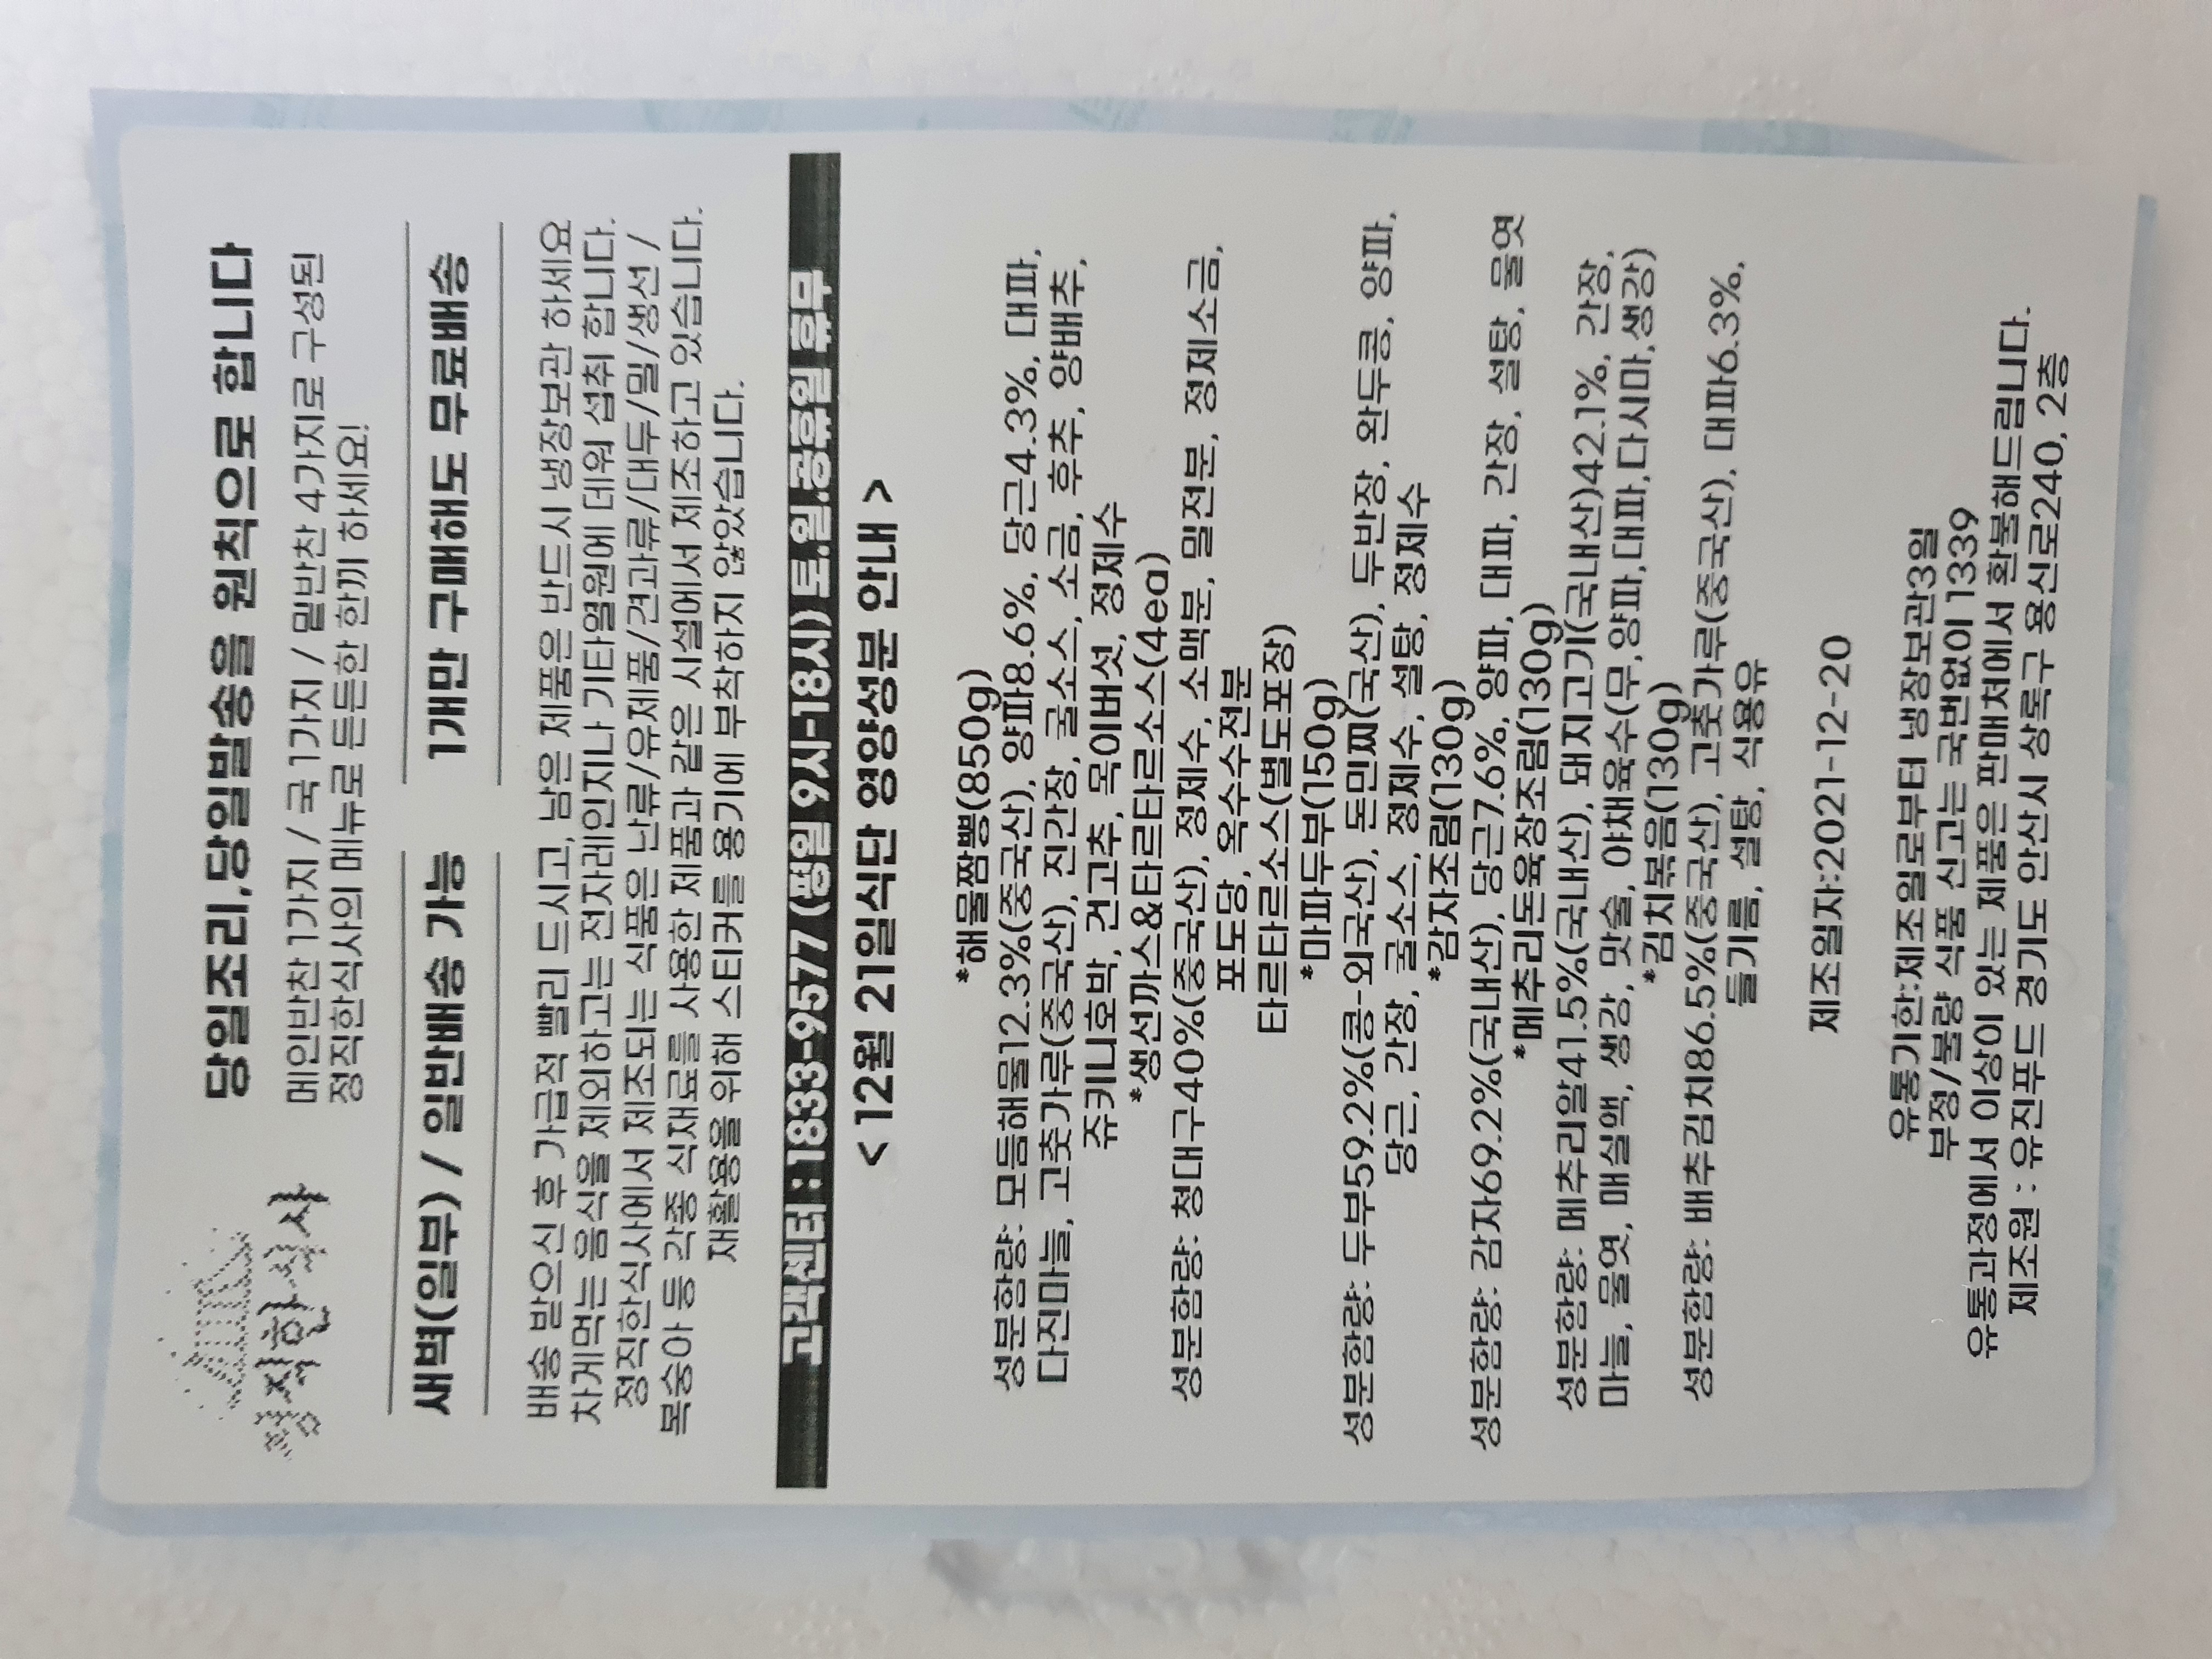 정직한식사
당일조리,당일발송을 원칙으로 합니다
메인반찬 1가지 / 국 1가지 / 밑반찬 4가지로 구성된
정직한식사의 메뉴로 든든한 한끼 하세요!
새벽(일부) / 일반배송 가능
1개만 구매해도 무료배송
배송 받으신 후 가급적 빨리 드시고, 남은 제품은 반드시 냉장보관 하세요
차게먹는 음식을 제외하고는 전자레인지나 기타열원에 데워 섭취 합니다.
정직한식사에서 제조되는 식품은 난류/유제품/견과류/대두/밀/생선 /
복숭아 등 각종 식재료를 사용한 제품과 같은 시설에서 제조하고 있습니다.
재활용을 위해 스티커를 용기에 부착하지 않았습니다.
고객센터 : 1833-9577 (평일 9시-18시) 토.일.공휴일 휴무
< 12월 21일식단 영양성분 안내 >
*해물짬뽕(850g)
성분함량: 모듬해물12.3%(중국산), 양파8.6%, 당근4.3%, 대파,
다진마늘, 고춧가루(중국산), 진간장, 굴소스, 소금, 후추, 양배추,
쥬키니호박, 건고추, 목이버섯, 정제수
*생선까스&타르타르소스(4ea)
성분함량: 청대구40%(중국산), 정제수, 소맥분, 밀전분, 정제소금,
포도당, 옥수수전분
타르타르소스(별도포장)
*마파두부(150g)
성분함량: 두부59.2%(콩-외국산), 돈민찌(국산), 두반장, 완두콩, 양파,
당근, 간장, 굴소스, 정제수, 설탕, 정제수
*감자조림(130g)
성분함량: 감자69.2%(국내산), 당근7.6%, 양파, 대파, 간장, 설탕, 물엿
*메추리돈육장조림(130g)
성분함량: 메추리알41.5%(국내산), 돼지고기(국내산)42.1%, 간장,
마늘, 물엿, 매실액, 생강, 맛술, 야채육수(무,양파,대파,다시마,생강)
*김치볶음(130g)
성분함량: 배추김치86.5%(중국산), 고춧가루(중국산), 대파6.3%,
들기름, 설탕, 식용유
제조일자:2021-12-20
유통기한:제조일로부터 냉장보관3일
부정/불량 식품 신고는 국번없이 1339
유통과정에서 이상이 있는 제품은 판매처에서 환불해드립니다.
제조원 : 유진푸드 경기도 안산시 상록구 용신로240, 2층